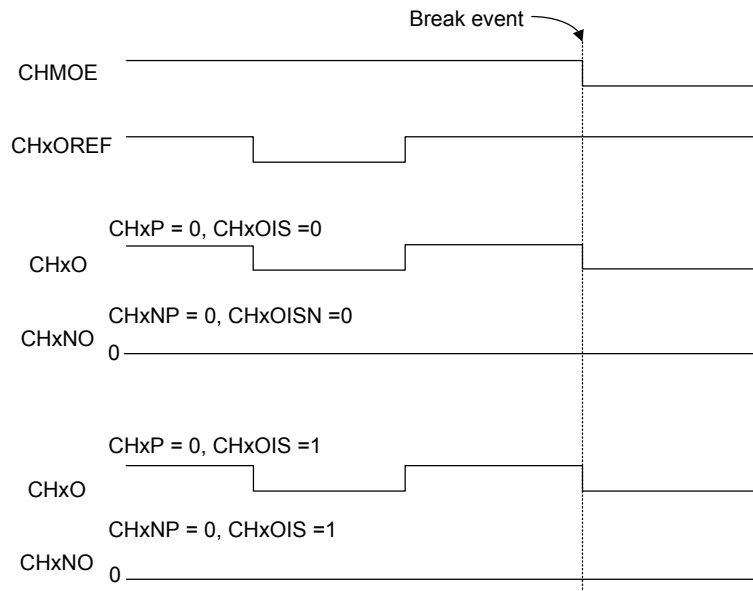 Break event
CHMOE
CHxOREF
CHxP = 0, CHxOIS =0
CHxO
CHxNP = 0, CHxOISN =0
CHxNO
0
CHxP = 0, CHxOIS =1
CHxO
CHxNP = 0, CHxOIS =1
CHxNO
0